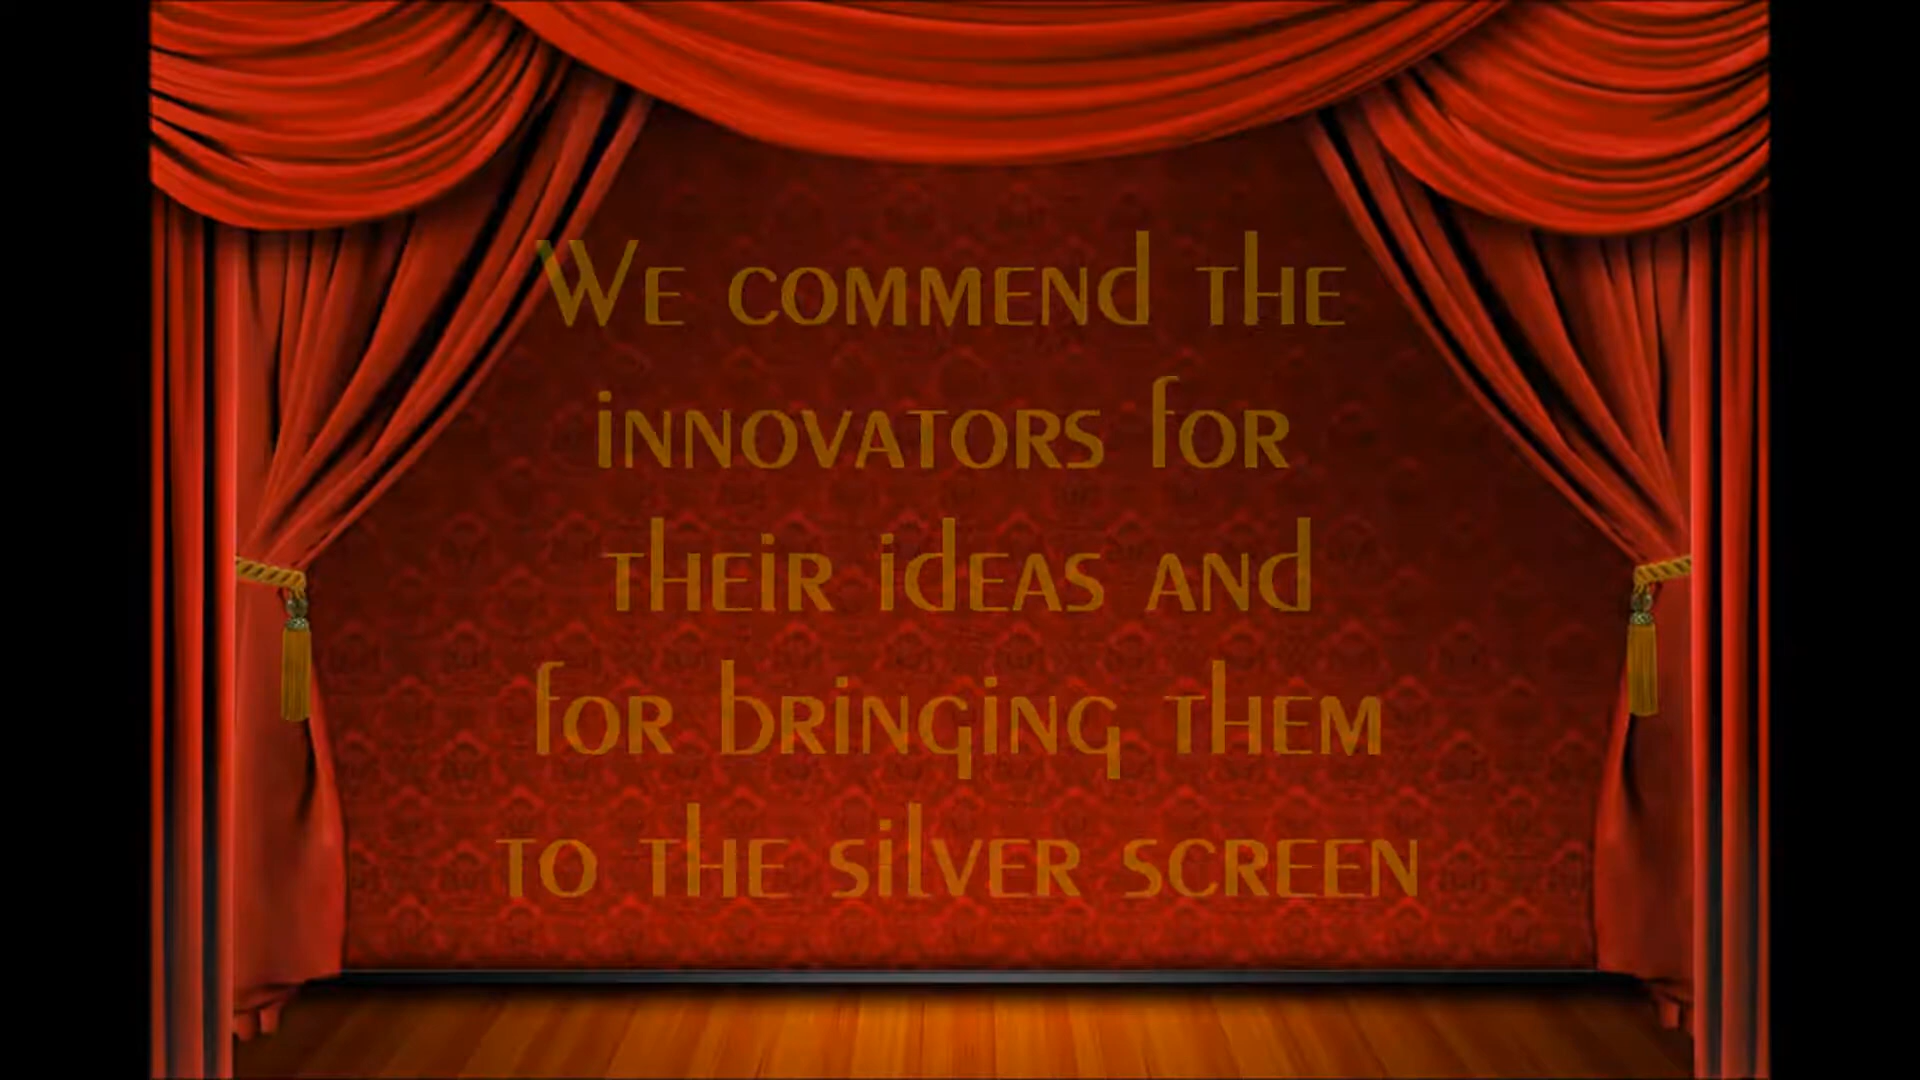 We commend the
innovators for
their ideas and
for bringing them
to the silver screen